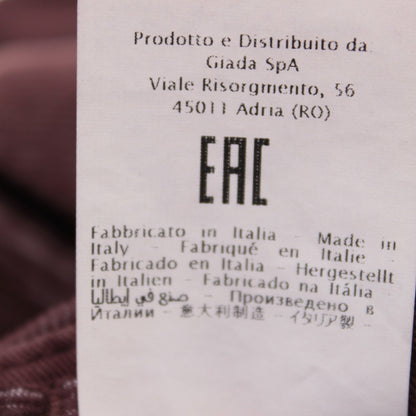 Prodotto e Distribuito da
Giada SpA
Viale Risorgmento, 56
45011 Adria (RO)
EAC
Fabbricato in Italia - Made in
Italy - Fabriqué en Italie -
Fabricado en Italia - Hergestellt
in Italien - Fabricado na Itália -
صنع في إيطاليا - Произведено в
Италии - 意大利制造 - イタリア製 -